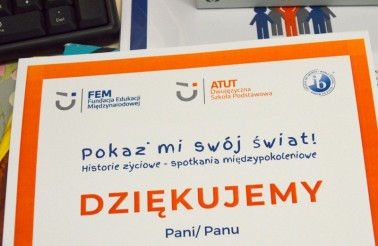 FEM
Fundacja Edukacji
Międzynarodowej
ATUT
Dwujęzyczna
Szkoła Podstawowa
Pokaż mi swój świat!
Historie życiowe - spotkania międzypokoleniowe
DZIĘKUJEMY
Pani/ Panu